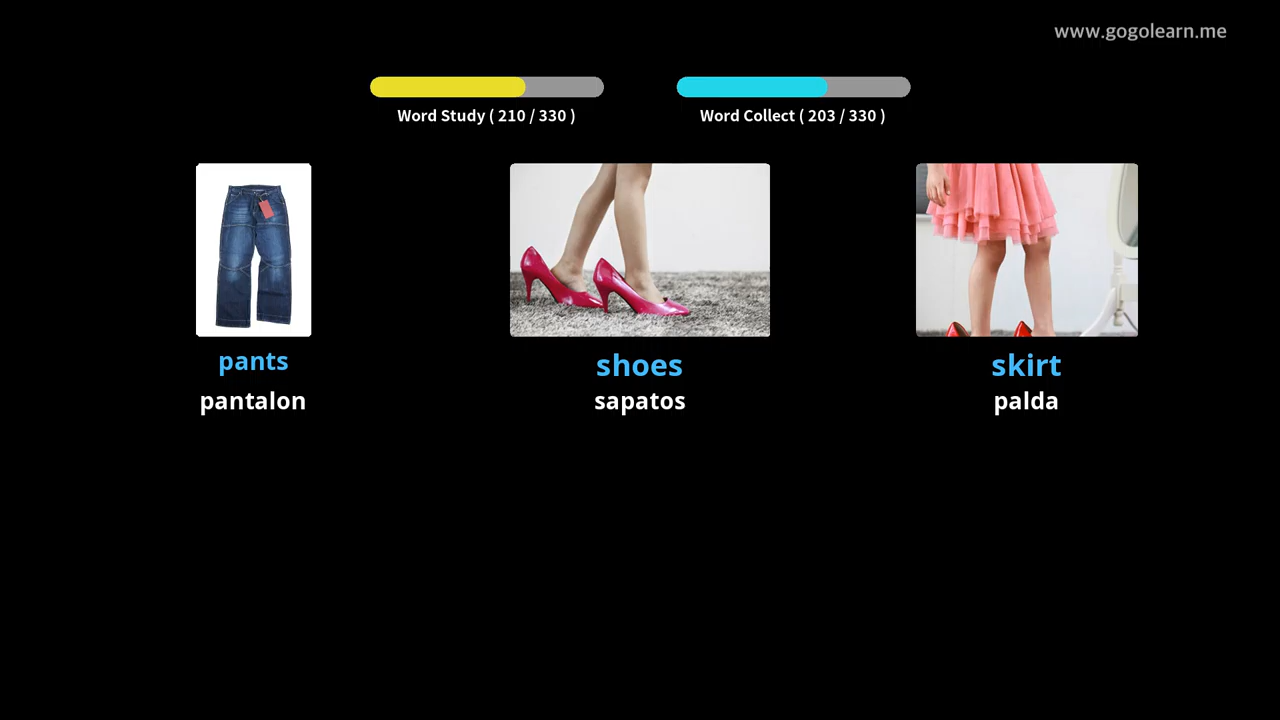 www.gogolearn.me
Word Study ( 210 / 330 )
Word Collect ( 203 / 330 )
pants
shoes
skirt
pantalon
sapatos
palda